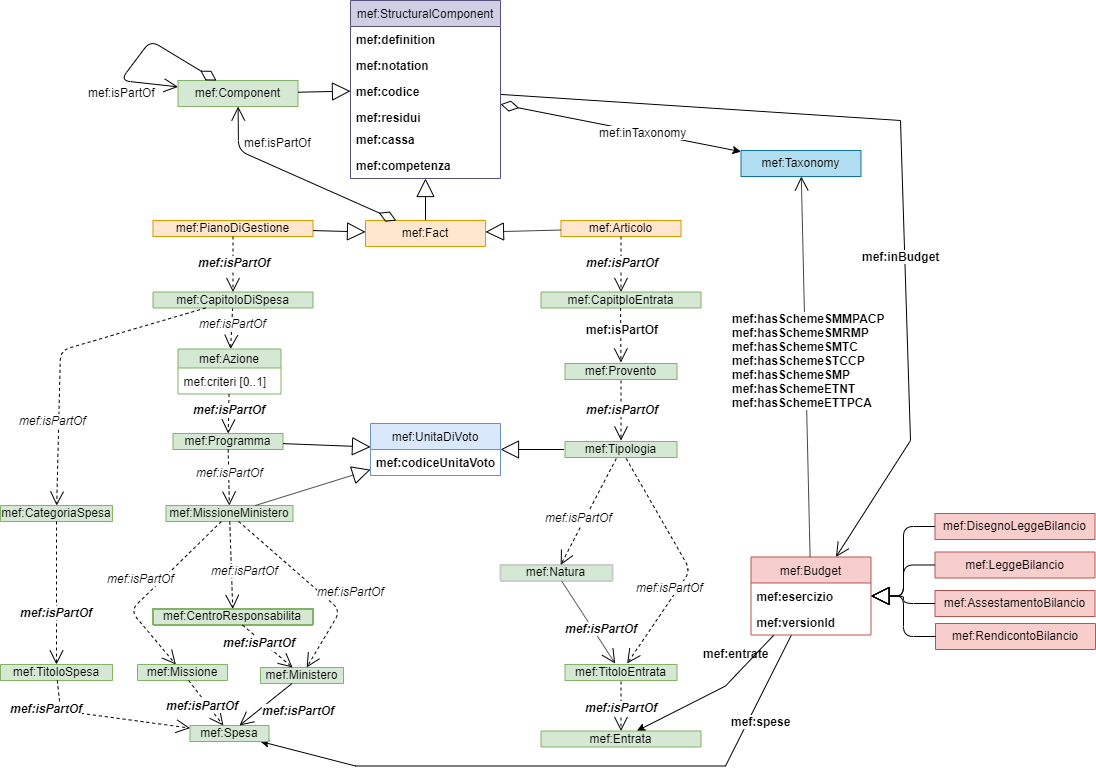 mef:StructuralComponent
mef:definition
mef:notation
mef:codice
mef:residui
mef:cassa
mef:competenza
mef:isPartOf
mef:Component
mef:isPartOf
mef:inTaxonomy
mef:Taxonomy
mef:PianoDiGestione
mef:Fact
mef:Articolo
mef:inBudget
mef:isPartOf
mef:isPartOf
mef:CapitoloDiSpesa
mef:CapitoloEntrata
mef:isPartOf
mef:isPartOf
mef:hasSchemeSMMPACP
mef:hasSchemeSMRMP
mef:hasSchemeSMTC
mef:hasSchemeSTCCP
mef:hasSchemeSMP
mef:hasSchemeETNT
mef:hasSchemeETTPCA
mef:Azione
mef:criteri [0..1]
mef:Provento
mef:isPartOf
mef:isPartOf
mef:isPartOf
mef:Programma
mef:UnitaDiVoto
mef:codiceUnitaVoto
mef:Tipologia
mef:isPartOf
mef:CategoriaSpesa
mef:MissioneMinistero
mef:isPartOf
mef:DisegnoLeggeBilancio
mef:LeggeBilancio
mef:AssestamentoBilancio
mef:RendicontoBilancio
mef:isPartOf
mef:isPartOf
mef:isPartOf
mef:Natura
mef:isPartOf
mef:Budget
mef:esercizio
mef:versionId
mef:isPartOf
mef:CentroResponsabilita
mef:isPartOf
mef:isPartOf
mef:entrate
mef:TitoloSpesa
mef:Missione
mef:Ministero
mef:TitoloEntrata
mef:isPartOf
mef:isPartOf
mef:isPartOf
mef:isPartOf
mef:spese
mef:Spesa
mef:Entrata